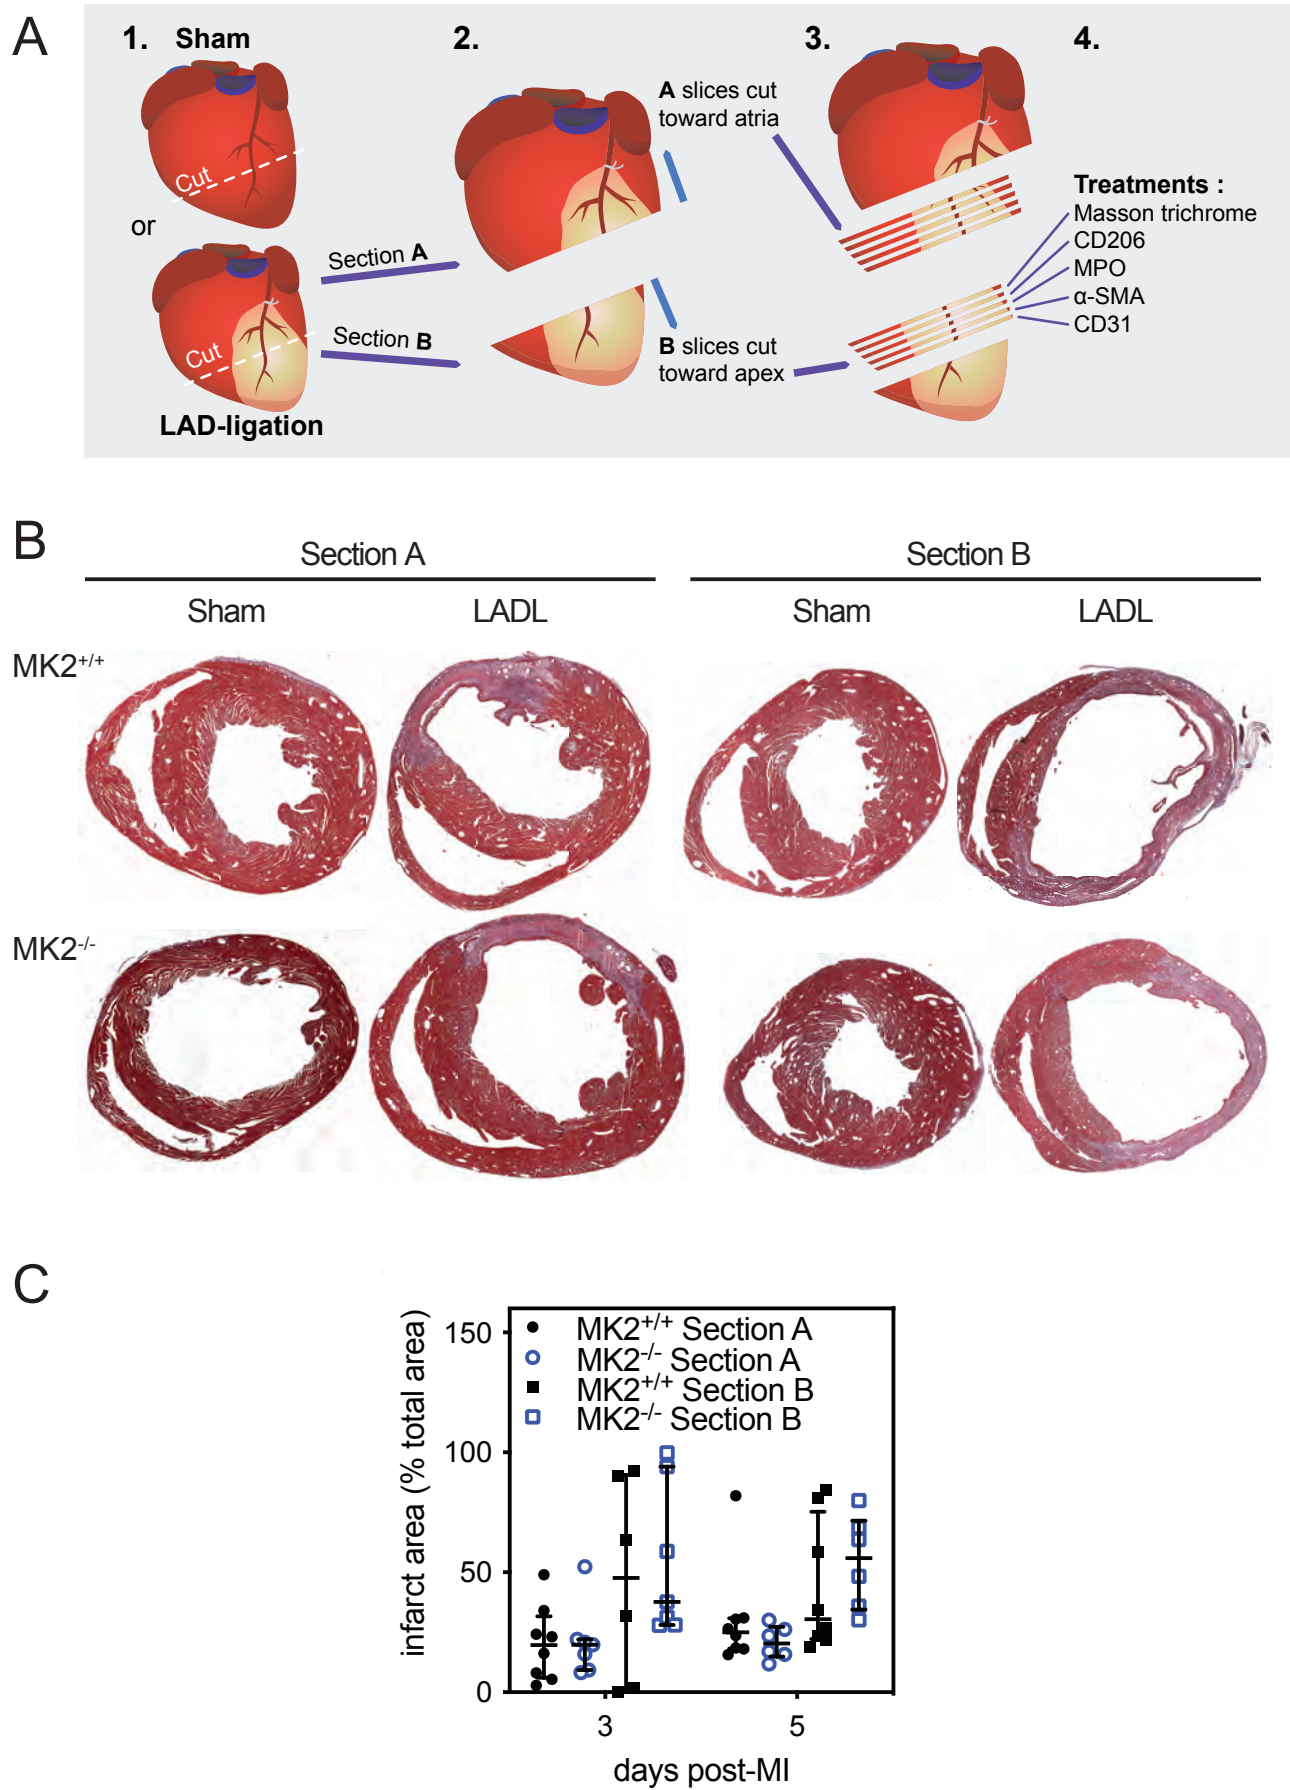 A
1. Sham
2.
3.
4.
Cut
or
Cut
LAD-ligation
Section A
Section B
A slices cut
toward atria
B slices cut
toward apex
Treatments :
Masson trichrome
CD206
MPO
α-SMA
CD31
B
Section A
Section B
Sham
LADL
Sham
LADL
MK2+/+
MK2-/-
C
infarct area (% total area)
150
100
50
0
MK2+/+ Section A
MK2-/- Section A
MK2+/+ Section B
MK2-/- Section B
3
5
days post-MI